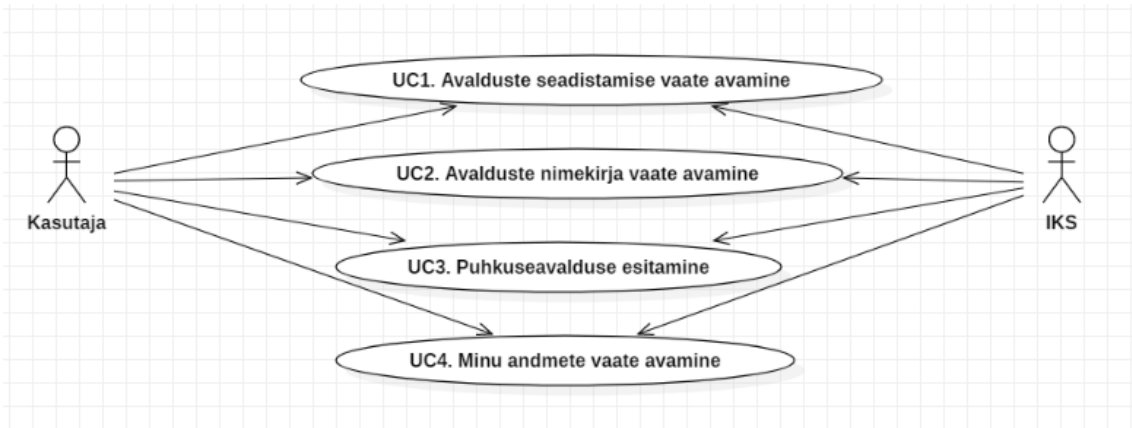 UC1. Avalduste seadistamise vaate avamine
UC2. Avalduste nimekirja vaate avamine
Kasutaja
IKS
UC3. Puhkuseavalduse esitamine
UC4. Minu andmete vaate avamine